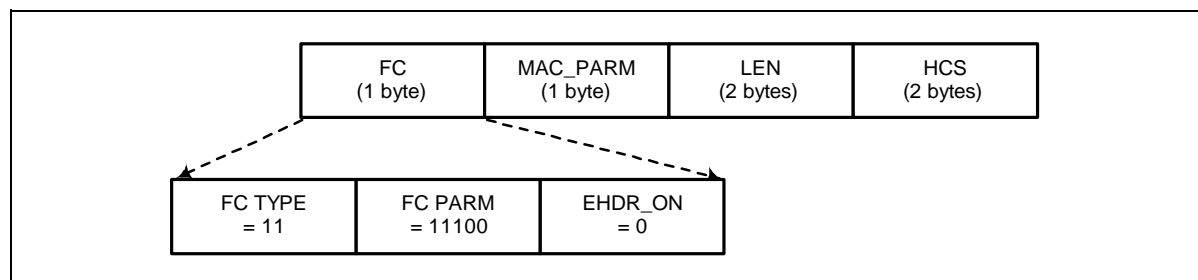 FC
(1 byte)
MAC_PARM
(1 byte)
LEN
(2 bytes)
HCS
(2 bytes)
FC TYPE
= 11
FC PARM
= 11100
EHDR_ON
= 0